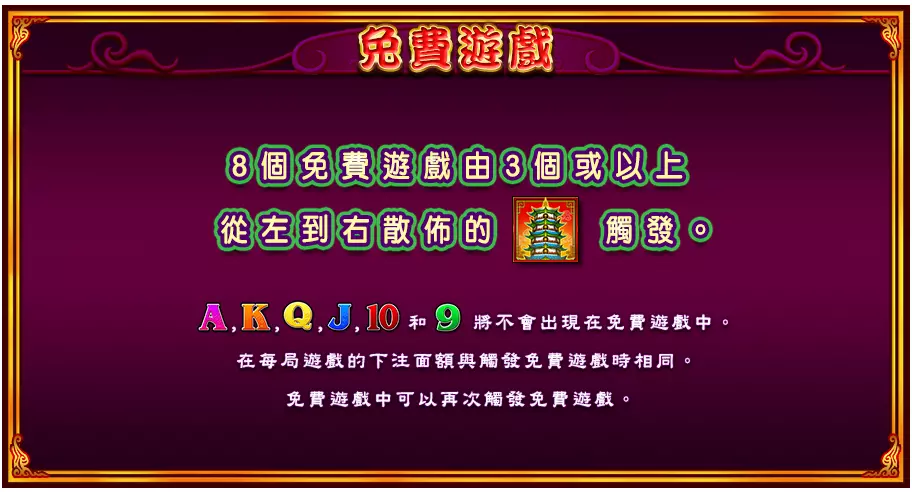 免費遊戲
8個免費遊戲由3個或以上
從左到右散佈的 觸發。
A,K,Q,J,10 和 9 將不會出現在免費遊戲中。
在每局遊戲的下注面額與觸發免費遊戲時相同。
免費遊戲中可以再次觸發免費遊戲。